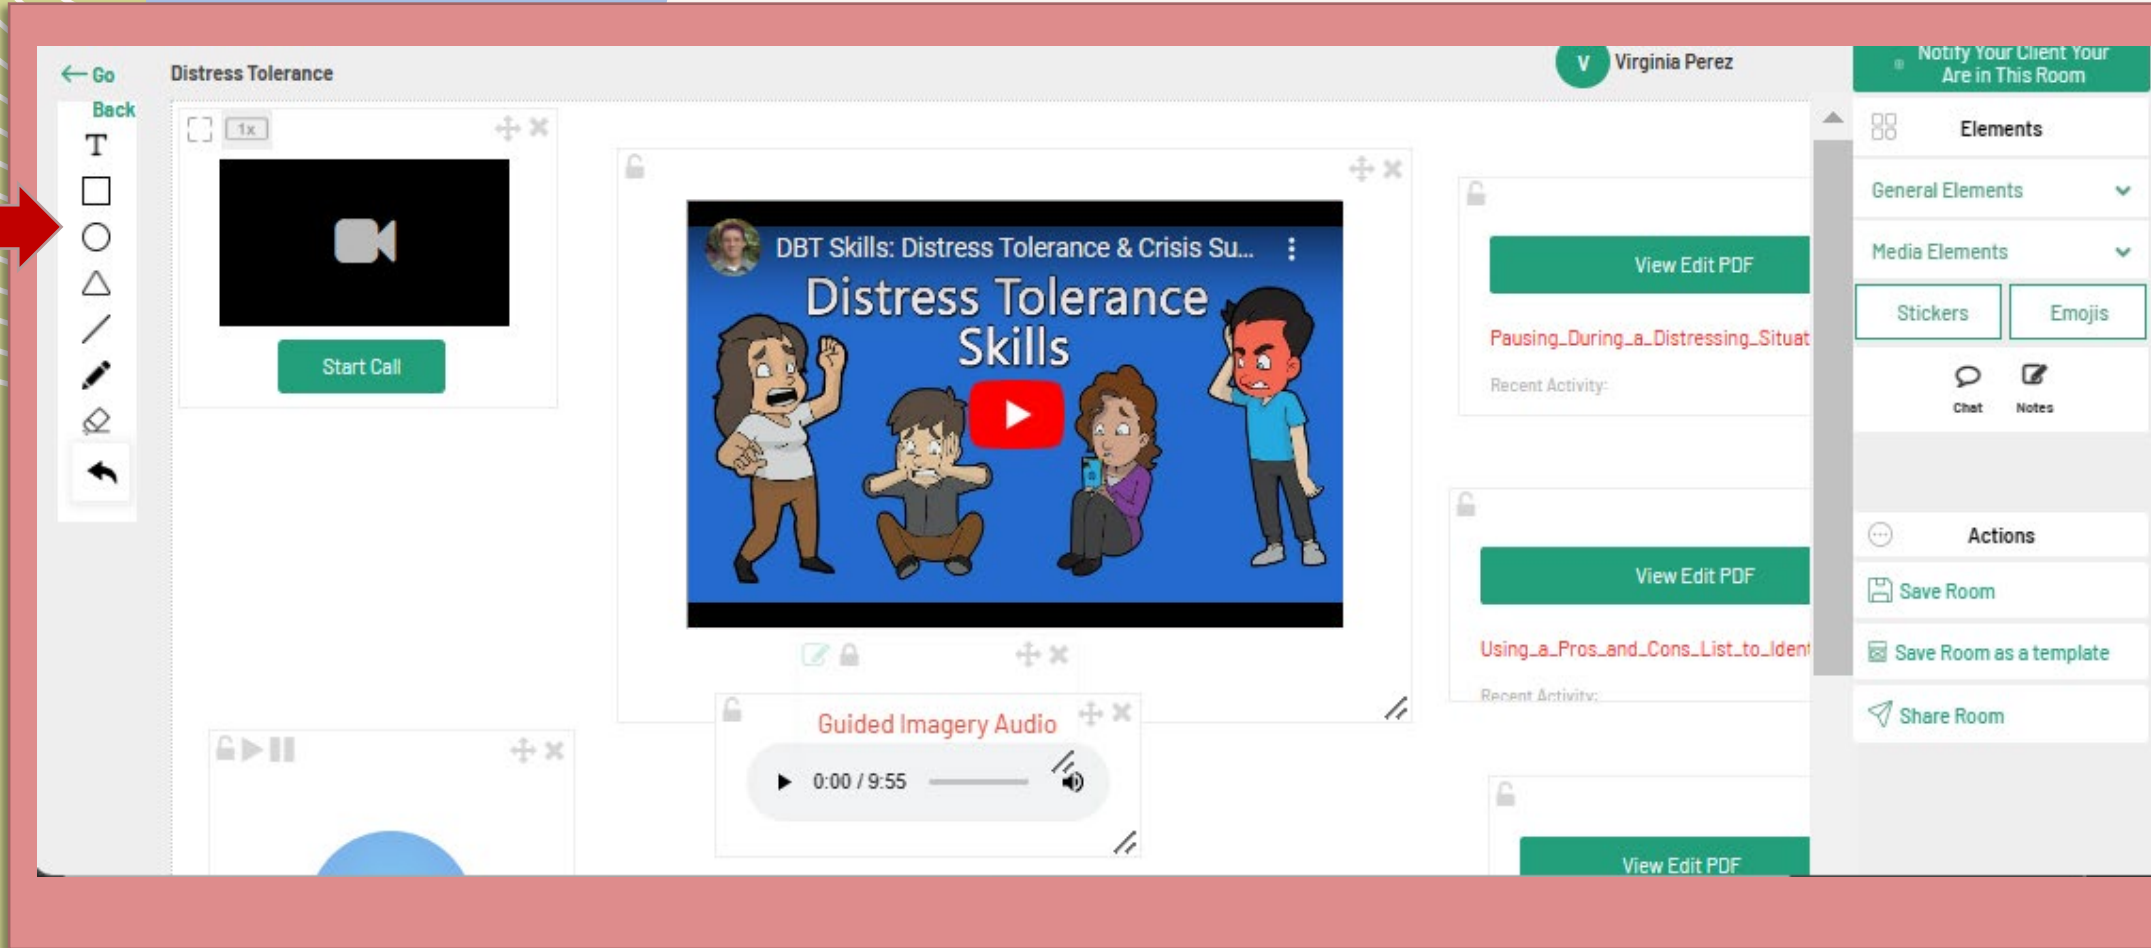 Go
Back
Distress Tolerance
V
Virginia Perez
Notify Your Client Your
Are in This Room
T
1x
Start Call
DBT Skills: Distress Tolerance & Crisis Su...
Distress Tolerance
Skills
Guided Imagery Audio
0:00 / 9:55
View Edit PDF
Pausing_During_a_Distressing_Situat
Recent Activity:
View Edit PDF
Using_a_Pros_and_Cons_List_to_Ident
Recent Activity:
View Edit PDF
Elements
General Elements
Media Elements
Stickers
Emojis
Chat
Notes
Actions
Save Room
Save Room as a template
Share Room